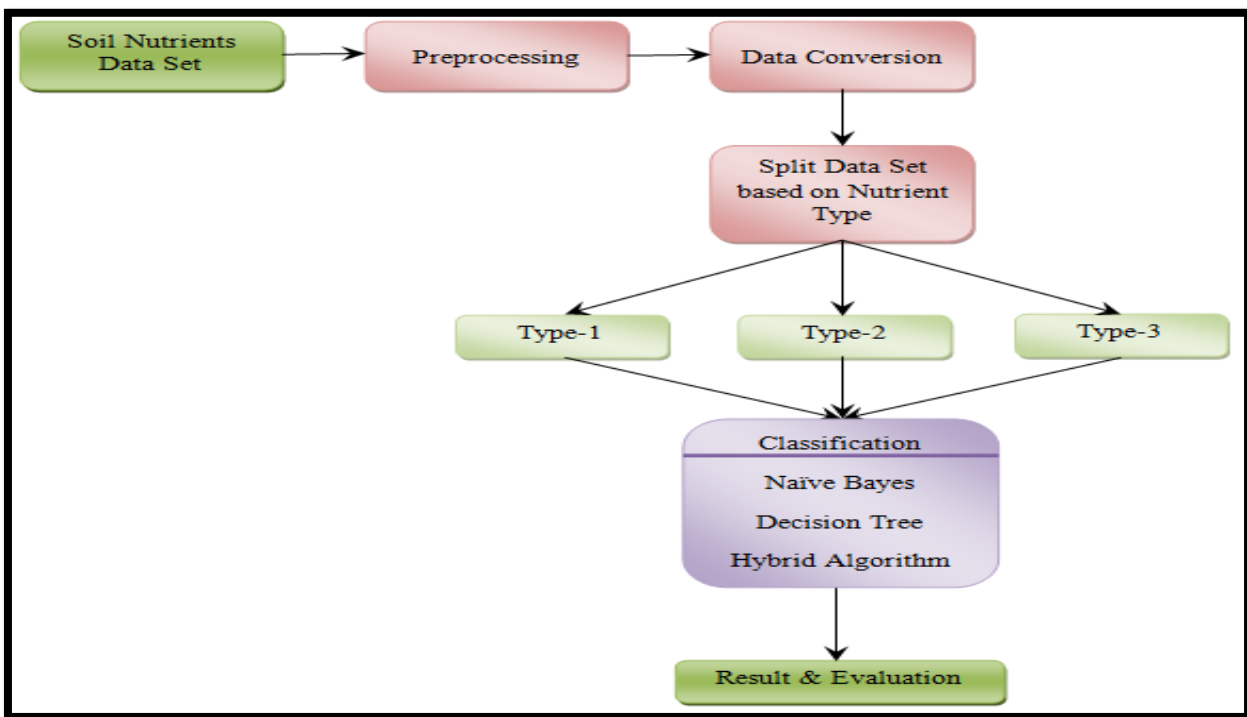 Soil Nutrients
Data Set
Preprocessing
Data Conversion
Split Data Set
based on Nutrient
Type
Type-1
Type-2
Type-3
Classification
Naïve Bayes
Decision Tree
Hybrid Algorithm
Result & Evaluation